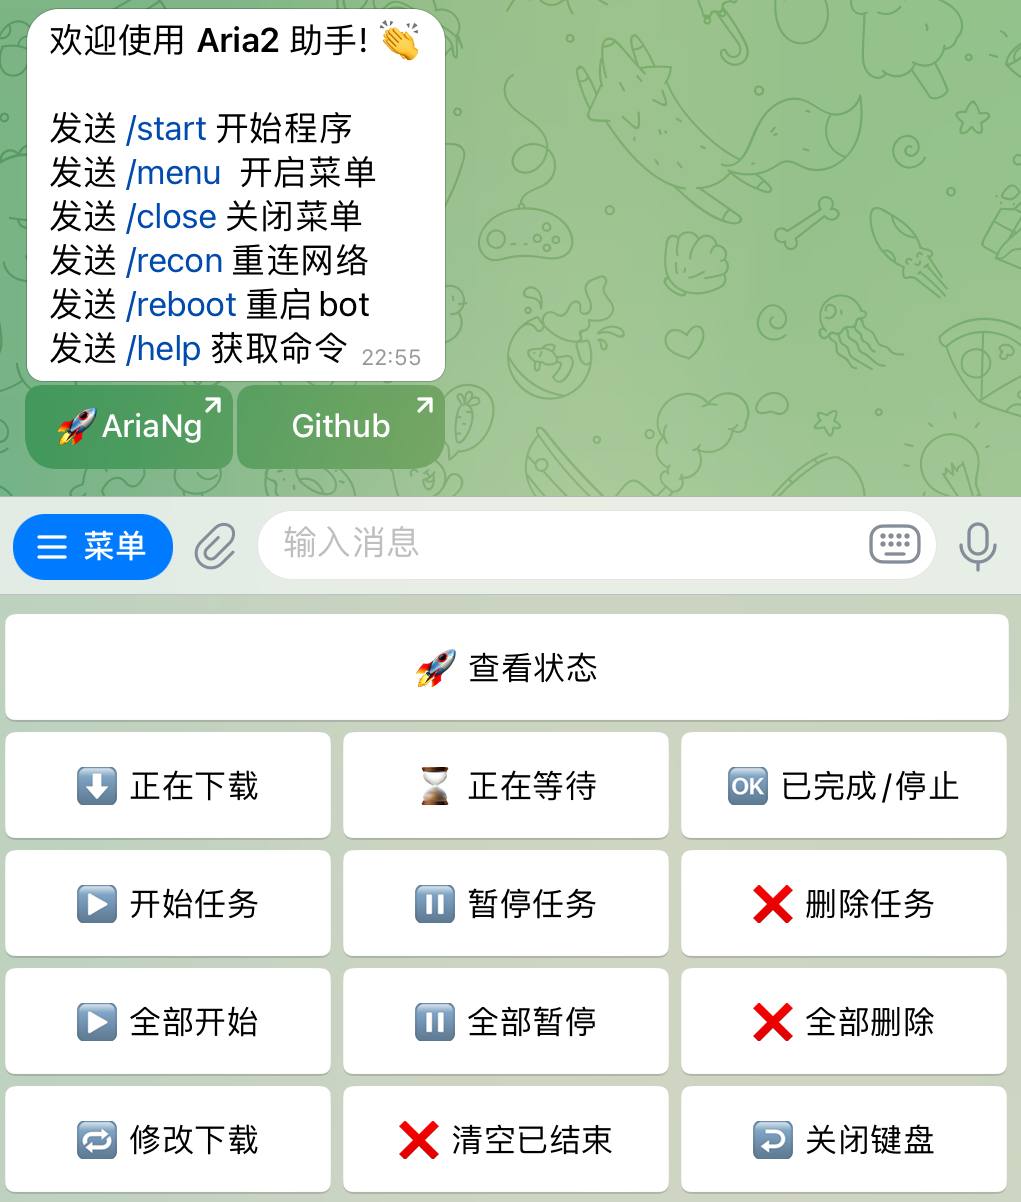 欢迎使用 Aria2 助手! 👏
发送 /start 开始程序
发送 /menu 开启菜单
发送 /close 关闭菜单
发送 /recon 重连网络
发送 /reboot 重启 bot
发送 /help 获取命令 22:55
🚀 AriaNg Github
菜单 输入消息
🚀 查看状态
⬇️ 正在下载 ⌛ 正在等待 🆗 已完成/停止
▶️ 开始任务 ⏸️ 暂停任务 ❌ 删除任务
▶️ 全部开始 ⏸️ 全部暂停 ❌ 全部删除
🔁 修改下载 ❌ 清空已结束 ↩️ 关闭键盘